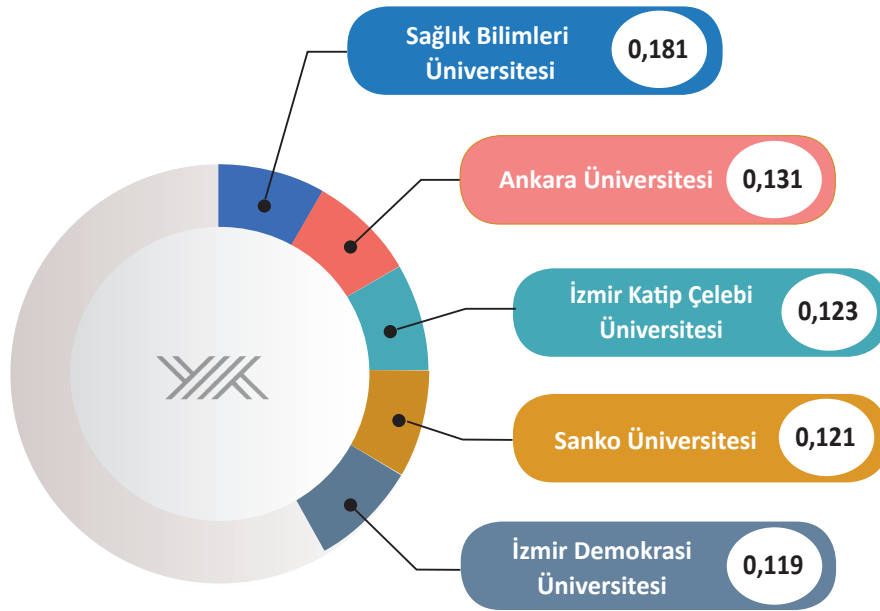 Sağlık Bilimleri
Üniversitesi
0,181
Ankara Üniversitesi
0,131
İzmir Katip Çelebi
Üniversitesi
0,123
Sanko Üniversitesi
0,121
İzmir Demokrasi
Üniversitesi
0,119